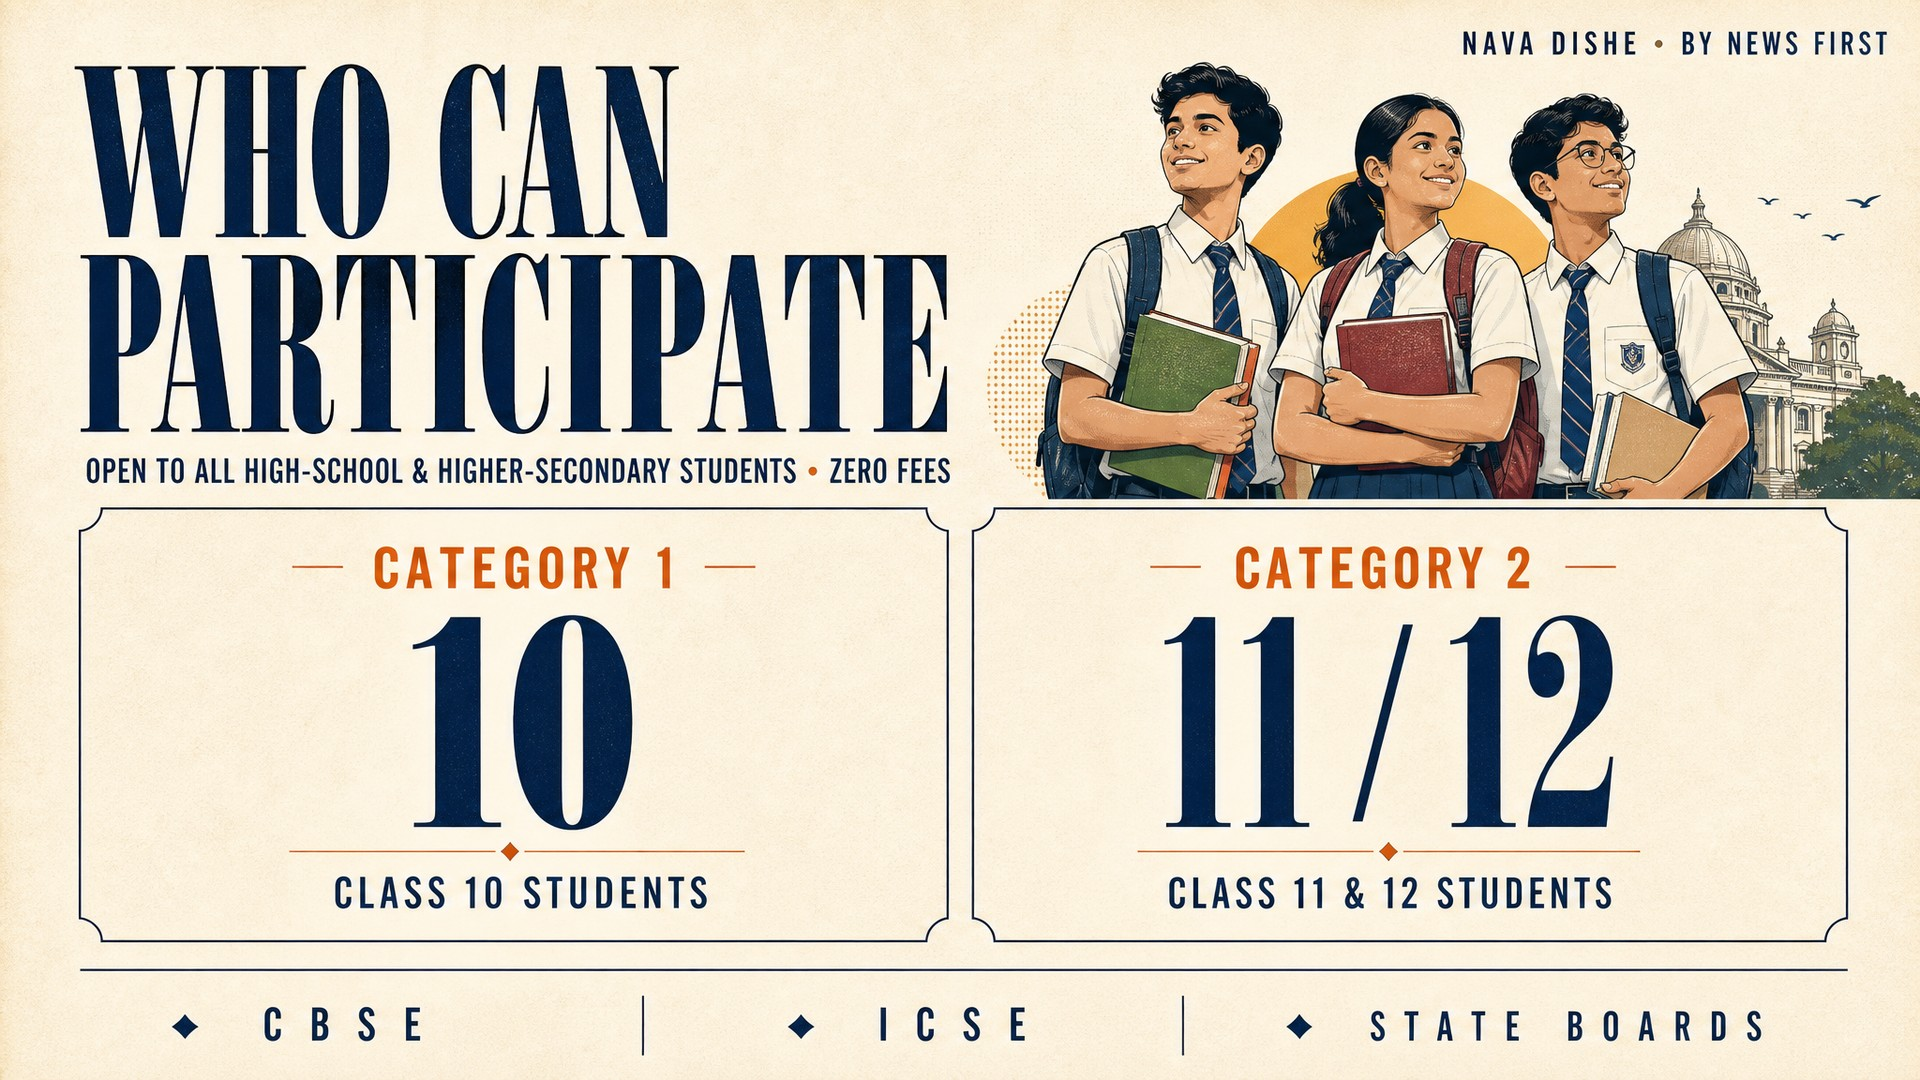 NAVA DISHE • BY NEWS FIRST
WHO CAN
PARTICIPATE
OPEN TO ALL HIGH-SCHOOL & HIGHER-SECONDARY STUDENTS • ZERO FEES
CATEGORY 1
10
CLASS 10 STUDENTS
CATEGORY 2
11 / 12
CLASS 11 & 12 STUDENTS
CBSE
ICSE
STATE BOARDS